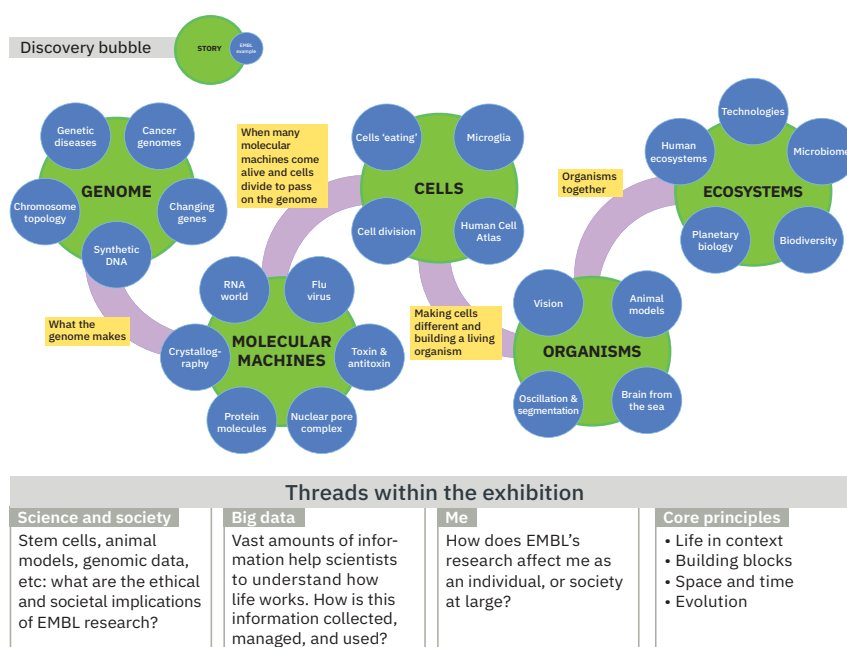 Discovery bubble
STORY
EMBL
example
Genetic
diseases
Cancer
genomes
GENOME
Chromosome
topology
Changing
genes
Synthetic
DNA
What the
genome makes
When many
molecular
machines come
alive and cells
divide to pass
on the genome
RNA
world
Flu
virus
Crystallog-
raphy
MOLECULAR
MACHINES
Toxin &
antitoxin
Protein
molecules
Nuclear pore
complex
Cells ‘eating’
Microglia
CELLS
Cell division
Human Cell
Atlas
Making cells
different and
building a living
organism
Vision
Animal
models
ORGANISMS
Oscillation &
segmentation
Brain from
the sea
Organisms
together
Technologies
Human
ecosystems
Microbiome
ECOSYSTEMS
Planetary
biology
Biodiversity
Threads within the exhibition
Science and society
Stem cells, animal
models, genomic data,
etc: what are the ethical
and societal implications
of EMBL research?
Big data
Vast amounts of infor-
mation help scientists
to understand how
life works. How is this
information collected,
managed, and used?
Me
How does EMBL’s
research affect me as
an individual, or society
at large?
Core principles
• Life in context
• Building blocks
• Space and time
• Evolution